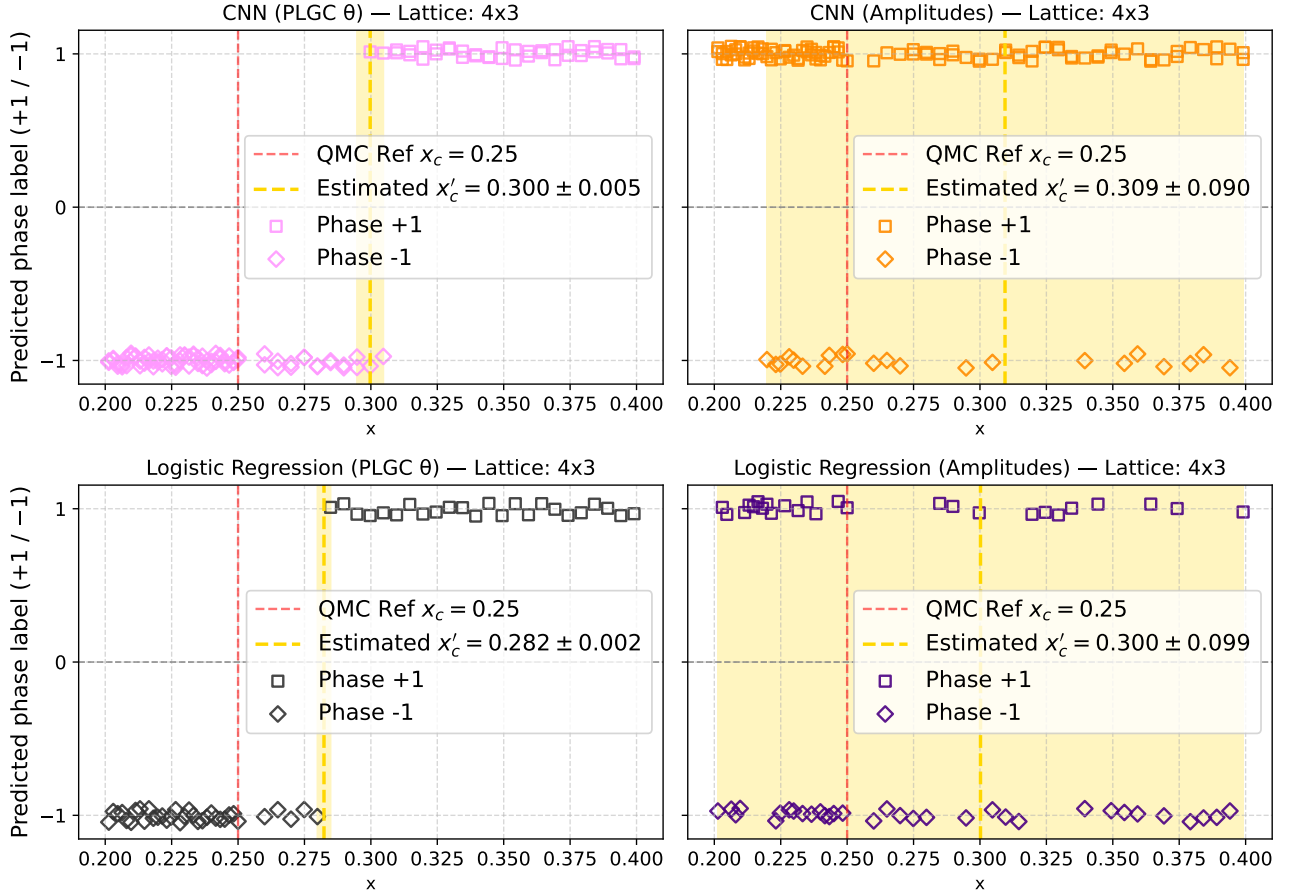 CNN (PLGC θ) — Lattice: 4x3
Predicted phase label (+1 / −1)
1
0
−1
QMC Ref x_c = 0.25
Estimated x′_c = 0.300 ± 0.005
Phase +1
Phase -1
0.200 0.225 0.250 0.275 0.300 0.325 0.350 0.375 0.400
x
CNN (Amplitudes) — Lattice: 4x3
QMC Ref x_c = 0.25
Estimated x′_c = 0.309 ± 0.090
Phase +1
Phase -1
0.200 0.225 0.250 0.275 0.300 0.325 0.350 0.375 0.400
x
Logistic Regression (PLGC θ) — Lattice: 4x3
Predicted phase label (+1 / −1)
1
0
−1
QMC Ref x_c = 0.25
Estimated x′_c = 0.282 ± 0.002
Phase +1
Phase -1
0.200 0.225 0.250 0.275 0.300 0.325 0.350 0.375 0.400
x
Logistic Regression (Amplitudes) — Lattice: 4x3
QMC Ref x_c = 0.25
Estimated x′_c = 0.300 ± 0.099
Phase +1
Phase -1
0.200 0.225 0.250 0.275 0.300 0.325 0.350 0.375 0.400
x